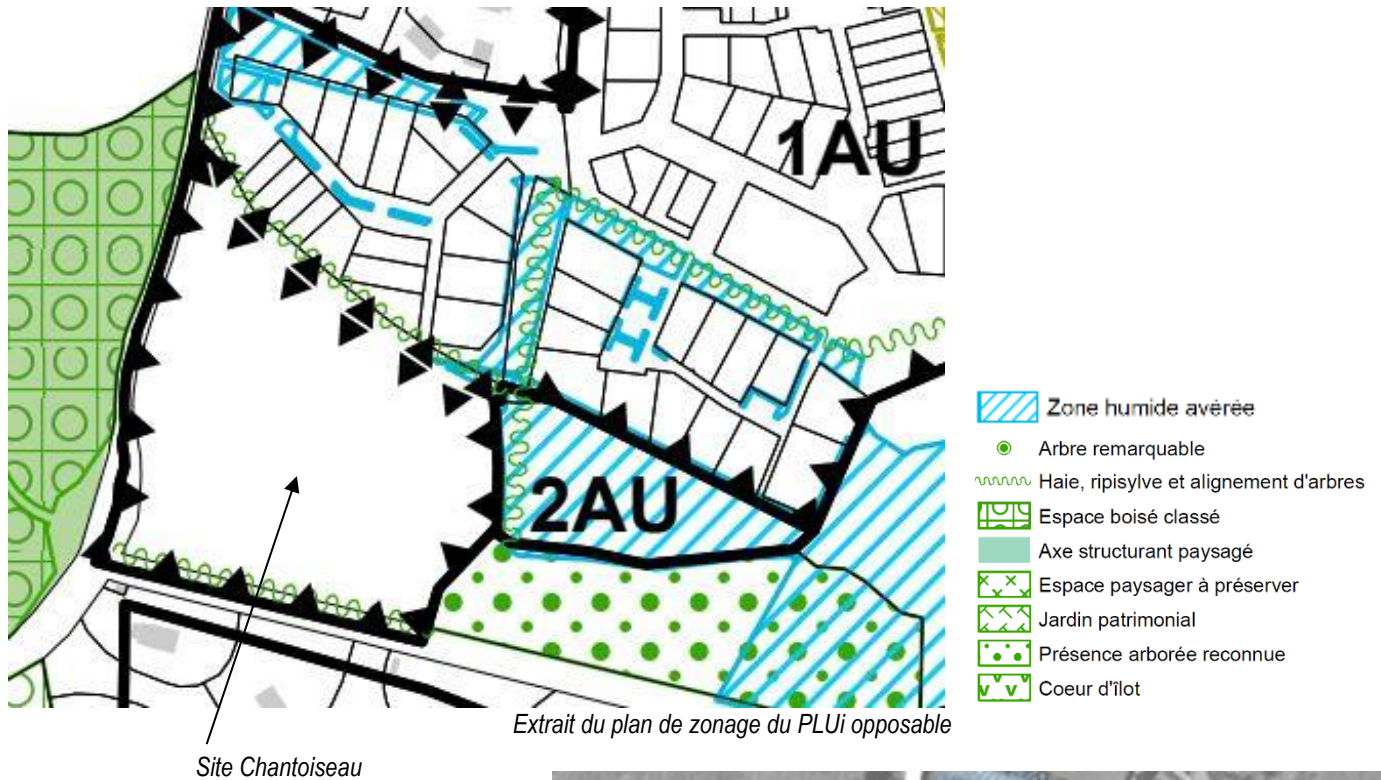 1AU
2AU
Zone humide avérée
Arbre remarquable
Haie, ripisylve et alignement d'arbres
Espace boisé classé
Axe structurant paysagé
Espace paysager à préserver
Jardin patrimonial
Présence arborée reconnue
Coeur d'îlot
Extrait du plan de zonage du PLUi opposable
Site Chantoiseau